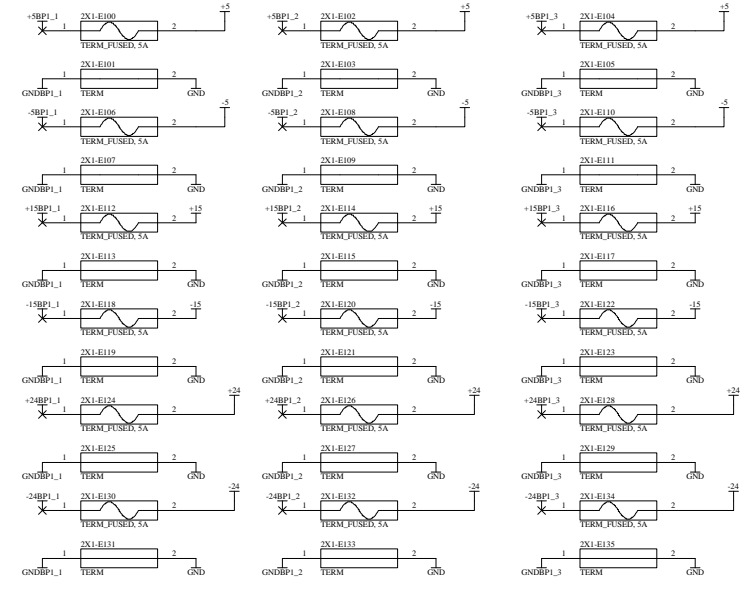 +5BP1_1 2X1-E100 +5 +5BP1_2 2X1-E102 +5 +5BP1_3 2X1-E104 +5
1 2 1 2 1 2
TERM_FUSED, 5A TERM_FUSED, 5A TERM_FUSED, 5A
2X1-E101 2X1-E103 2X1-E105
1 2 1 2 1 2
GNDBP1_1 TERM GND GNDBP1_2 TERM GND GNDBP1_3 TERM GND
-5BP1_1 2X1-E106 -5 -5BP1_2 2X1-E108 -5 -5BP1_3 2X1-E110 -5
1 2 1 2 1 2
TERM_FUSED, 5A TERM_FUSED, 5A TERM_FUSED, 5A
2X1-E107 2X1-E109 2X1-E111
1 2 1 2 1 2
GNDBP1_1 TERM GND GNDBP1_2 TERM GND GNDBP1_3 TERM GND
+15BP1_1 2X1-E112 +15 +15BP1_2 2X1-E114 +15 +15BP1_3 2X1-E116 +15
1 2 1 2 1 2
TERM_FUSED, 5A TERM_FUSED, 5A TERM_FUSED, 5A
2X1-E113 2X1-E115 2X1-E117
1 2 1 2 1 2
GNDBP1_1 TERM GND GNDBP1_2 TERM GND GNDBP1_3 TERM GND
-15BP1_1 2X1-E118 -15 -15BP1_2 2X1-E120 -15 -15BP1_3 2X1-E122 -15
1 2 1 2 1 2
TERM_FUSED, 5A TERM_FUSED, 5A TERM_FUSED, 5A
2X1-E119 2X1-E121 2X1-E123
1 2 1 2 1 2
GNDBP1_1 TERM GND GNDBP1_2 TERM GND GNDBP1_3 TERM GND
+24BP1_1 2X1-E124 +24 +24BP1_2 2X1-E126 +24 +24BP1_3 2X1-E128 +24
1 2 1 2 1 2
TERM_FUSED, 5A TERM_FUSED, 5A TERM_FUSED, 5A
2X1-E125 2X1-E127 2X1-E129
1 2 1 2 1 2
GNDBP1_1 TERM GND GNDBP1_2 TERM GND GNDBP1_3 TERM GND
-24BP1_1 2X1-E130 -24 -24BP1_2 2X1-E132 -24 -24BP1_3 2X1-E134 -24
1 2 1 2 1 2
TERM_FUSED, 5A TERM_FUSED, 5A TERM_FUSED, 5A
2X1-E131 2X1-E133 2X1-E135
1 2 1 2 1 2
GNDBP1_1 TERM GND GNDBP1_2 TERM GND GNDBP1_3 TERM GND